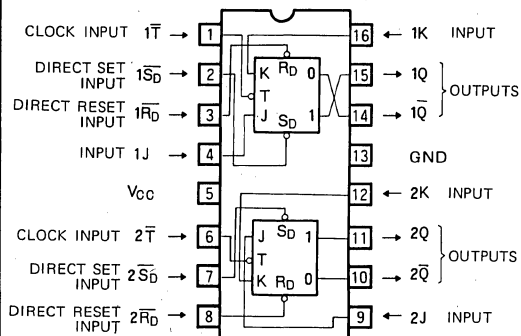 CLOCK INPUT 1T̅ → 1
DIRECT SET
INPUT 1S̅D̅ → 2
DIRECT RESET
INPUT 1R̅D̅ → 3
INPUT 1J → 4
VCC 5
CLOCK INPUT 2T̅ → 6
DIRECT SET
INPUT 2S̅D̅ → 7
DIRECT RESET
INPUT 2R̅D̅ → 8
K RD 0
T
J SD 1
J SD 1
T
K RD 0
16 ← 1K INPUT
15 → 1Q
14 → 1Q̅
OUTPUTS
13 GND
12 ← 2K INPUT
11 → 2Q
10 → 2Q̅
OUTPUTS
9 ← 2J INPUT